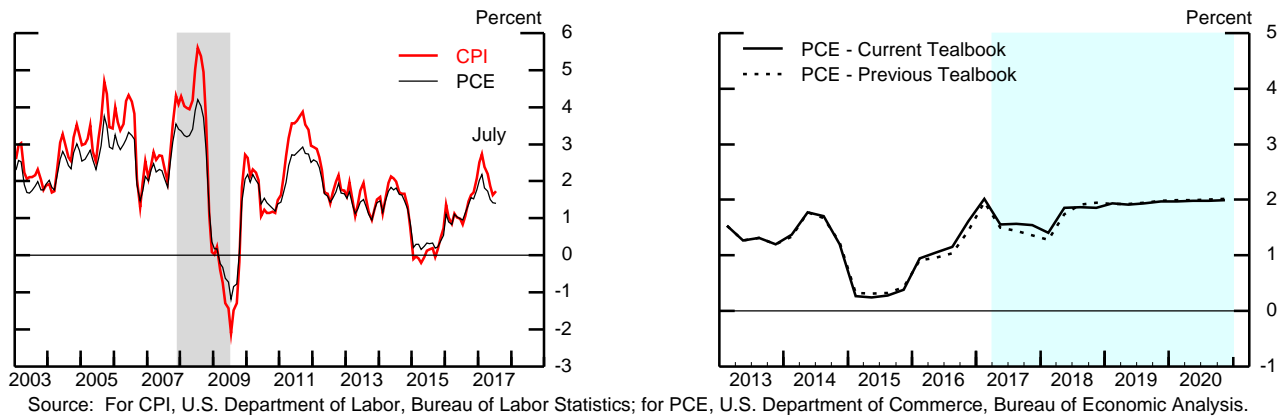 Percent
6
5
4
3
2
1
0
-1
-2
-3
CPI
PCE
July
2003 2005 2007 2009 2011 2013 2015 2017
Percent
5
4
3
2
1
0
-1
PCE - Current Tealbook
PCE - Previous Tealbook
2013 2014 2015 2016 2017 2018 2019 2020
Source: For CPI, U.S. Department of Labor, Bureau of Labor Statistics; for PCE, U.S. Department of Commerce, Bureau of Economic Analysis.